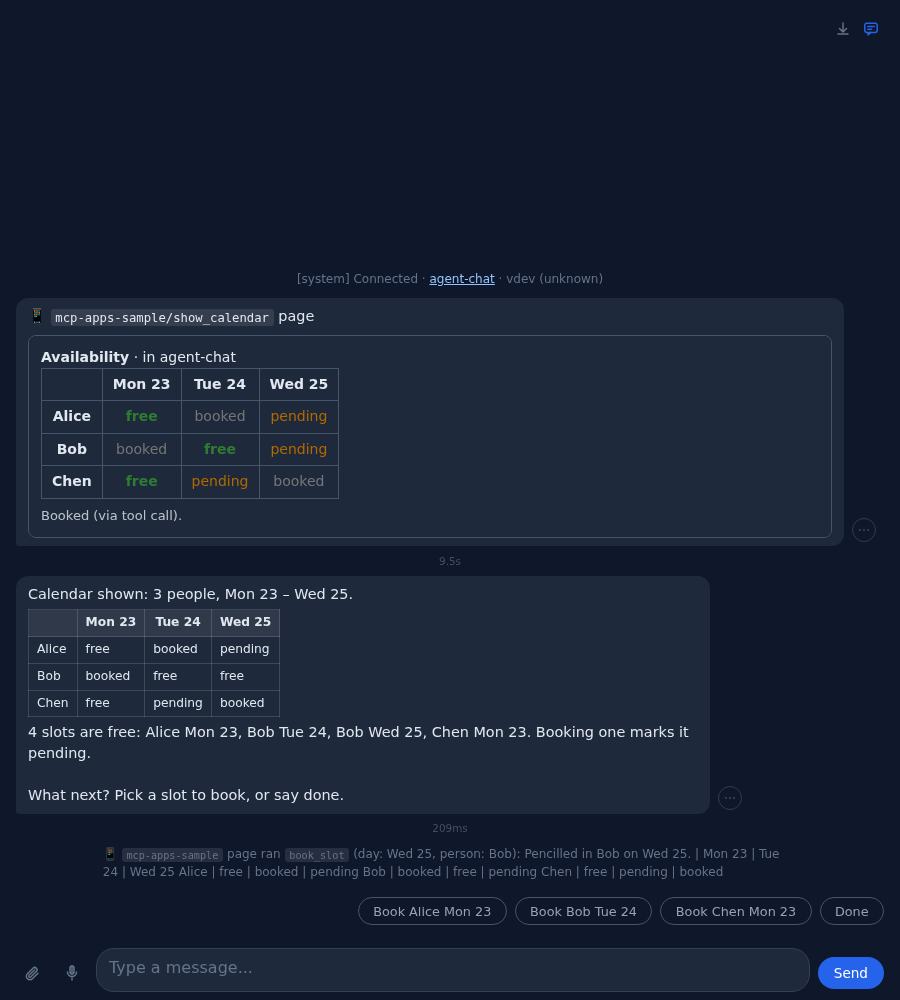 [system] Connected · agent-chat · vdev (unknown)
mcp-apps-sample/show_calendar page
Availability · in agent-chat
Mon 23 Tue 24 Wed 25
Alice free booked pending
Bob booked free pending
Chen free pending booked
Booked (via tool call).
9.5s
Calendar shown: 3 people, Mon 23 – Wed 25.
Mon 23 Tue 24 Wed 25
Alice free booked pending
Bob booked free free
Chen free pending booked
4 slots are free: Alice Mon 23, Bob Tue 24, Bob Wed 25, Chen Mon 23. Booking one marks it
pending.
What next? Pick a slot to book, or say done.
209ms
mcp-apps-sample page ran book_slot (day: Wed 25, person: Bob): Pencilled in Bob on Wed 25. | Mon 23 | Tue
24 | Wed 25 Alice | free | booked | pending Bob | booked | free | pending Chen | free | pending | booked
Book Alice Mon 23 Book Bob Tue 24 Book Chen Mon 23 Done
Type a message... Send